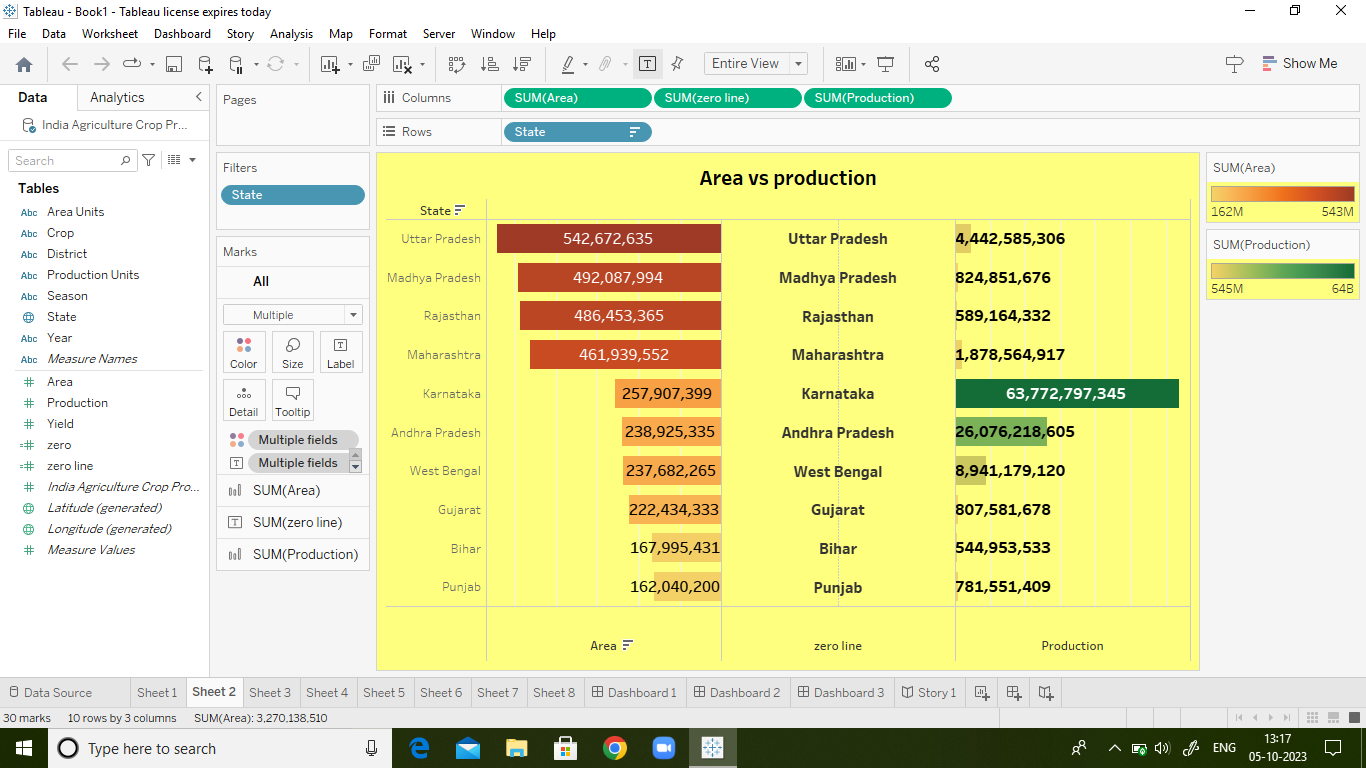 Tableau - Book1 - Tableau license expires today
File Data Worksheet Dashboard Story Analysis Map Format Server Window Help
Entire View
Show Me
Data Analytics
India Agriculture Crop Pr...
Search
Tables
Abc Area Units
Abc Crop
Abc District
Abc Production Units
Abc Season
State
Abc Year
Abc Measure Names
Area
Production
Yield
zero
zero line
India Agriculture Crop Pro...
Latitude (generated)
Longitude (generated)
Measure Values
Pages
Filters
State
Marks
All
Multiple
Color Size Label
Detail Tooltip
Multiple fields
Multiple fields
SUM(Area)
SUM(zero line)
SUM(Production)
Columns SUM(Area) SUM(zero line) SUM(Production)
Rows State
Area vs production
State
Uttar Pradesh 542,672,635 Uttar Pradesh 4,442,585,306
Madhya Pradesh 492,087,994 Madhya Pradesh 824,851,676
Rajasthan 486,453,365 Rajasthan 589,164,332
Maharashtra 461,939,552 Maharashtra 1,878,564,917
Karnataka 257,907,399 Karnataka 63,772,797,345
Andhra Pradesh 238,925,335 Andhra Pradesh 26,076,218,605
West Bengal 237,682,265 West Bengal 8,941,179,120
Gujarat 222,434,333 Gujarat 807,581,678
Bihar 167,995,431 Bihar 544,953,533
Punjab 162,040,200 Punjab 781,551,409
Area zero line Production
SUM(Area)
162M 543M
SUM(Production)
545M 64B
Data Source Sheet 1 Sheet 2 Sheet 3 Sheet 4 Sheet 5 Sheet 6 Sheet 7 Sheet 8 Dashboard 1 Dashboard 2 Dashboard 3 Story 1
30 marks 10 rows by 3 columns SUM(Area): 3,270,138,510
Type here to search
ENG
13:17
05-10-2023